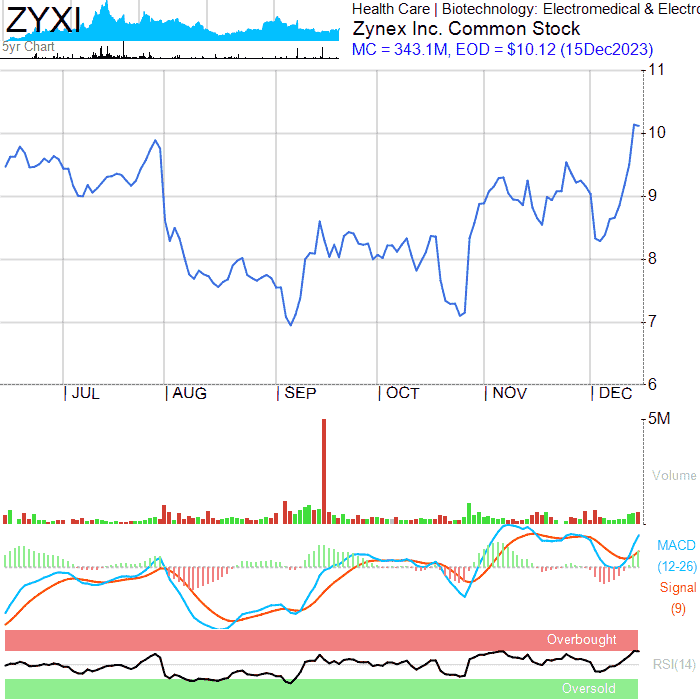 ZYXI
5yr Chart
Health Care | Biotechnology: Electromedical & Electro
Zynex Inc. Common Stock
MC = 343.1M, EOD = $10.12 (15Dec2023)
11
10
9
8
7
6
JUL
AUG
SEP
OCT
NOV
DEC
5M
Volume
MACD
(12-26)
Signal
(9)
Overbought
RSI(14)
Oversold